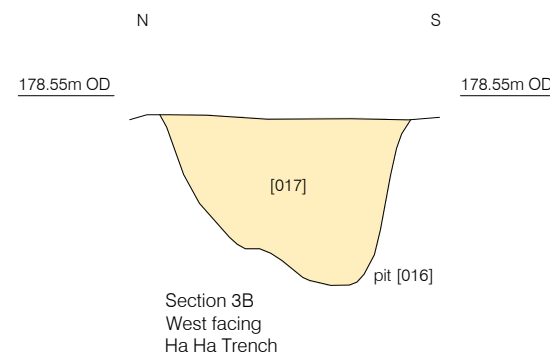 N S
178.55m OD 178.55m OD
[017]
pit [016]
Section 3B
West facing
Ha Ha Trench